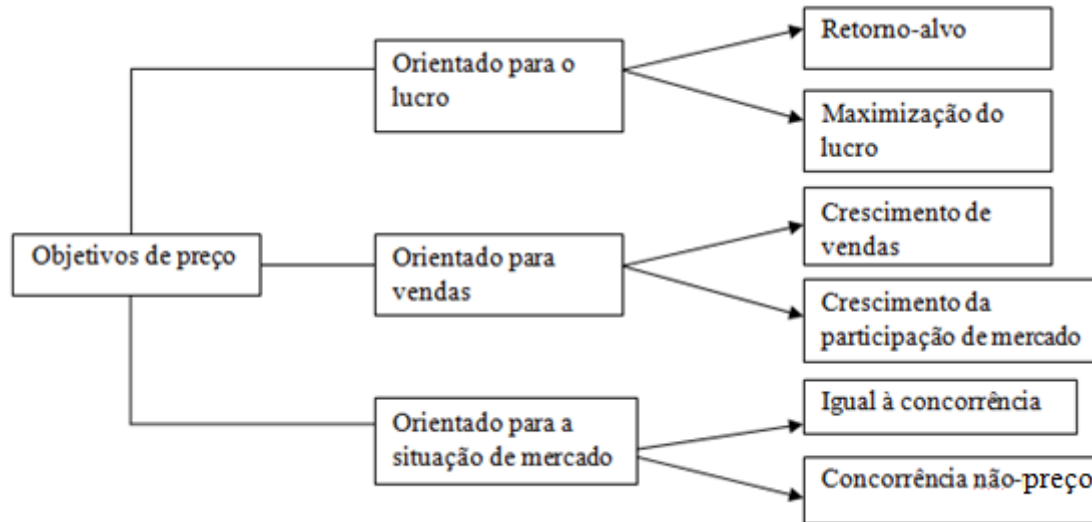 Retorno-alvo
Orientado para o
lucro
Maximização do
lucro
Objetivos de preço
Orientado para
vendas
Crescimento de
vendas
Crescimento da
participação de mercado
Orientado para a
situação de mercado
Igual à concorrência
Concorrência não-preço